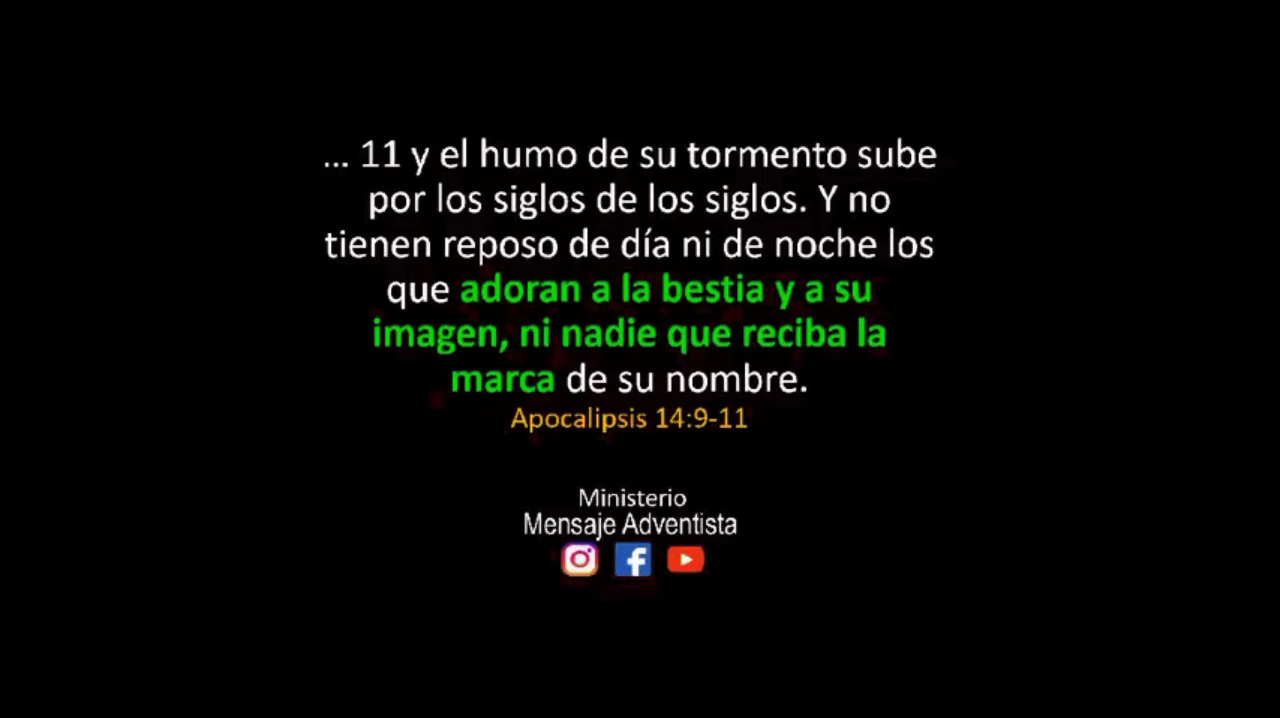 ... 11 y el humo de su tormento sube
por los siglos de los siglos. Y no
tienen reposo de día ni de noche los
que adoran a la bestia y a su
imagen, ni nadie que reciba la
marca de su nombre.
Apocalipsis 14:9-11
Ministerio
Mensaje Adventista